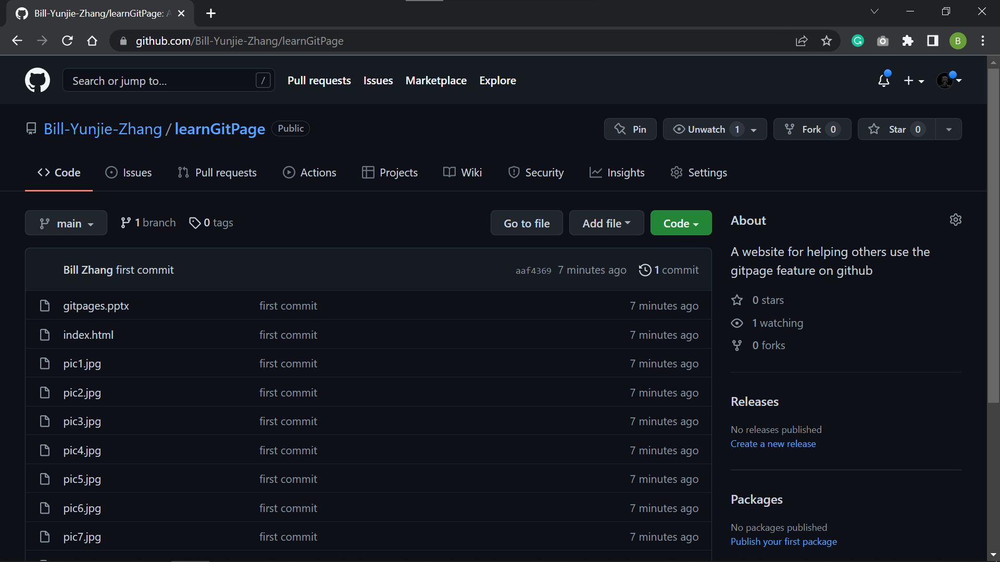 Bill-Yunjie-Zhang/learnGitPage: A
github.com/Bill-Yunjie-Zhang/learnGitPage
B
Search or jump to... /
Pull requests Issues Marketplace Explore
Bill-Yunjie-Zhang / learnGitPage Public
Pin Unwatch 1 Fork 0 Star 0
Code Issues Pull requests Actions Projects Wiki Security Insights Settings
main 1 branch 0 tags
Go to file Add file Code
Bill Zhang first commit aaf4369 7 minutes ago 1 commit
gitpages.pptx first commit 7 minutes ago
index.html first commit 7 minutes ago
pic1.jpg first commit 7 minutes ago
pic2.jpg first commit 7 minutes ago
pic3.jpg first commit 7 minutes ago
pic4.jpg first commit 7 minutes ago
pic5.jpg first commit 7 minutes ago
pic6.jpg first commit 7 minutes ago
pic7.jpg first commit 7 minutes ago
About
A website for helping others use the
gitpage feature on github
0 stars
1 watching
0 forks
Releases
No releases published
Create a new release
Packages
No packages published
Publish your first package